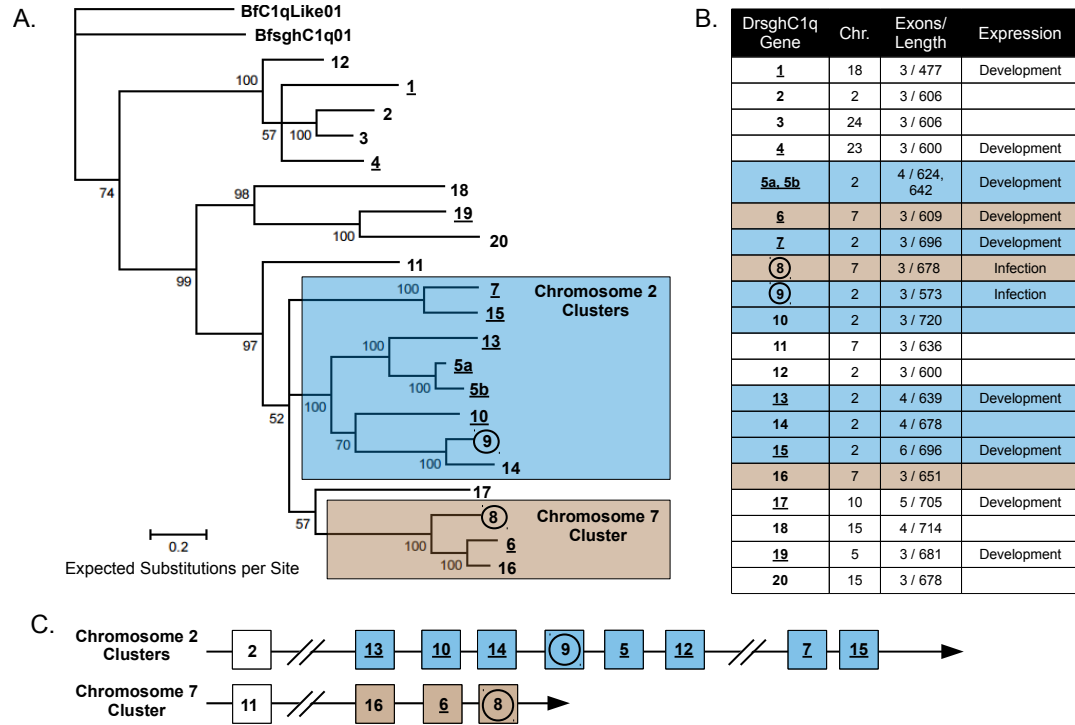 A.
BfC1qLike01
BfsghC1q01
12
100
1
2
57
100
3
4
74
98
18
19
100
20
99
11
Chromosome 2
Clusters
100
7
15
97
100
13
5a
100
5b
100
52
10
70
9
100
14
17
57
Chromosome 7
Cluster
8
100
6
100
16
0.2
Expected Substitutions per Site
B.
DrsghC1q Gene Chr. Exons/ Length Expression
1 18 3 / 477 Development
2 2 3 / 606
3 24 3 / 606
4 23 3 / 600 Development
5a, 5b 2 4 / 624, 642 Development
6 7 3 / 609 Development
7 2 3 / 696 Development
8 7 3 / 678 Infection
9 2 3 / 573 Infection
10 2 3 / 720
11 7 3 / 636
12 2 3 / 600
13 2 4 / 639 Development
14 2 4 / 678
15 2 6 / 696 Development
16 7 3 / 651
17 10 5 / 705 Development
18 15 4 / 714
19 5 3 / 681 Development
20 15 3 / 678
C.
Chromosome 2
Clusters
2 13 10 14 9 5 12 7 15
Chromosome 7
Cluster
11 16 6 8